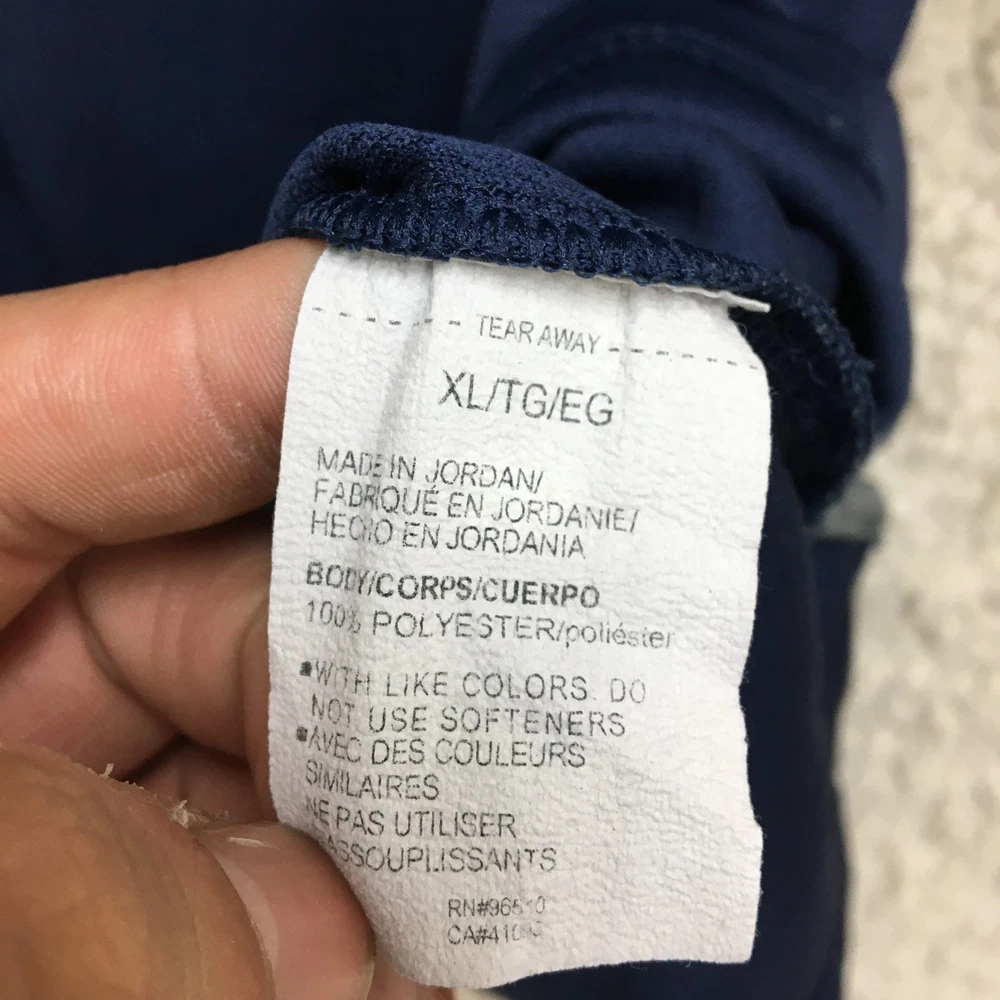 TEAR AWAY
XL/TG/EG
MADE IN JORDAN/
FABRIQUÉ EN JORDANIE/
HECHO EN JORDANIA
BODY/CORPS/CUERPO
100% POLYESTER/poliéster
▪WITH LIKE COLORS. DO
NOT USE SOFTENERS
▪AVEC DES COULEURS
SIMILAIRES
NE PAS UTILISER
ASSOUPLISSANTS